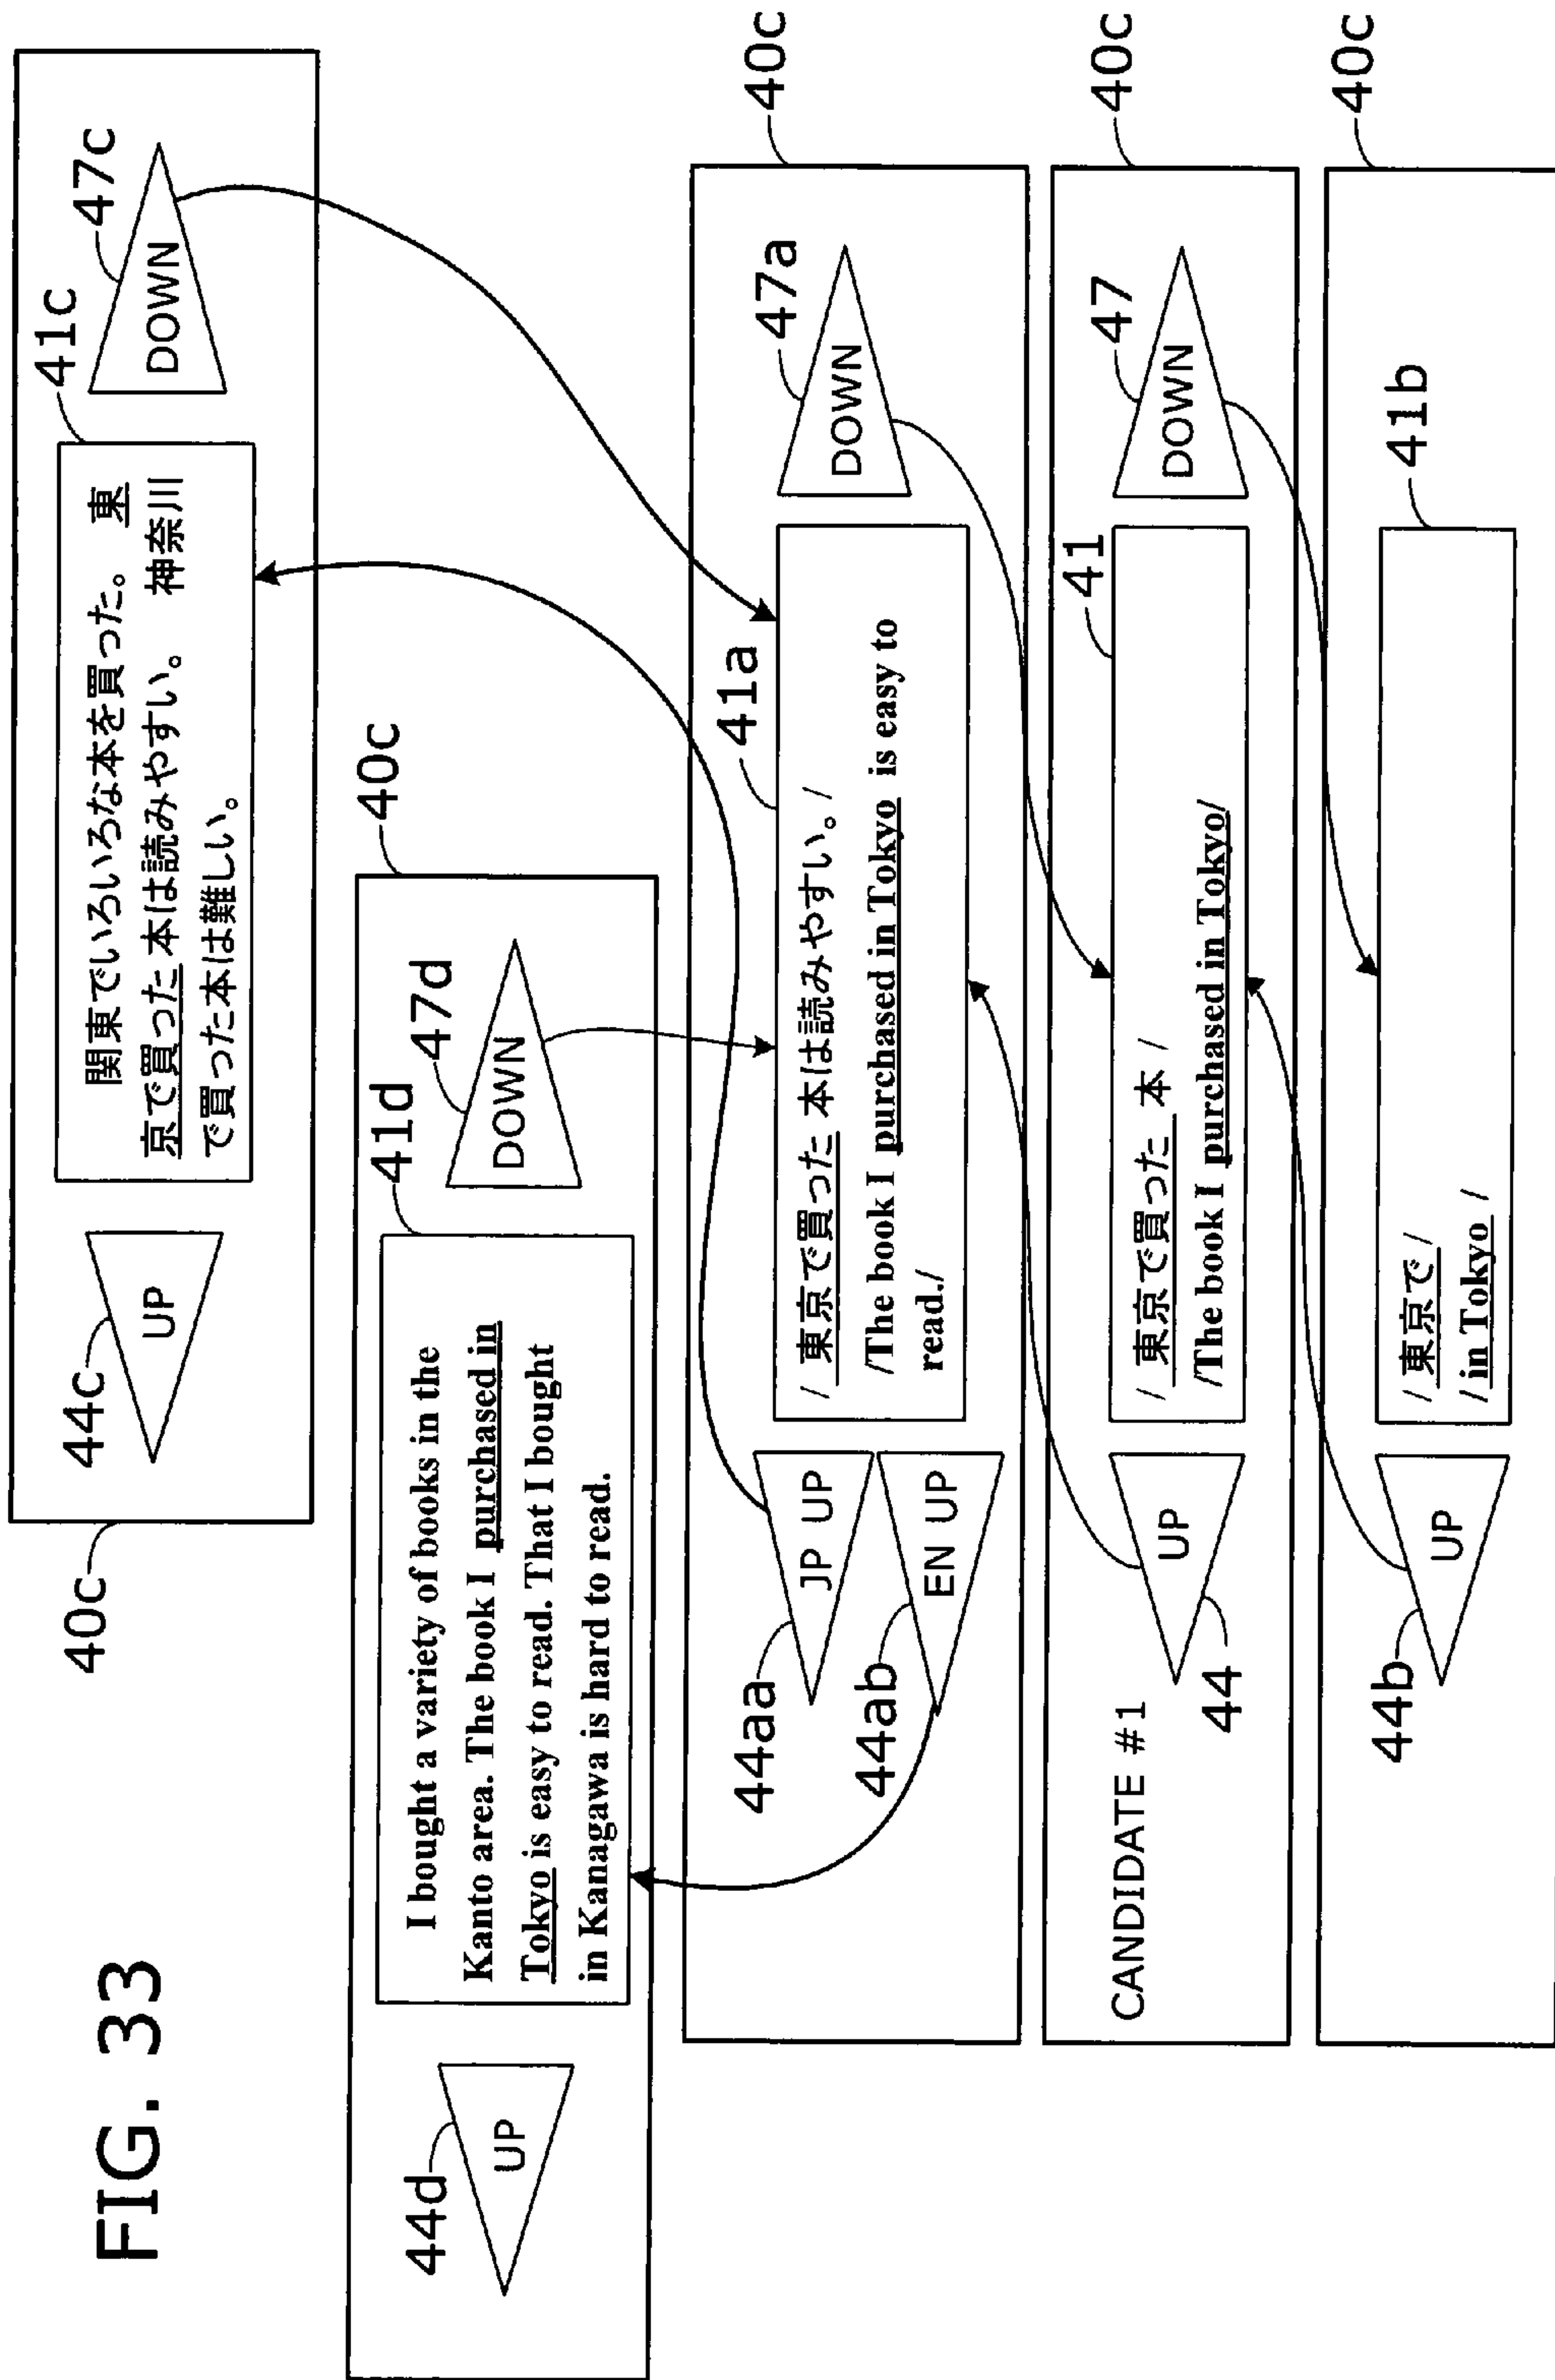 FIG. 33
40c
44c
UP
41c
関東でいろいろな本を買った。 東
京で買った本は読みやすい。 神奈川
で買った本は難しい。
47c
DOWN
40c
44d
UP
41d
I bought a variety of books in the
Kanto area. The book I purchased in
Tokyo is easy to read. That I bought
in Kanagawa is hard to read.
47d
DOWN
40c
44aa
JP UP
44ab
EN UP
41a
/ 東京で買った 本は読みやすい。/
/The book I purchased in Tokyo is easy to
read./
47a
DOWN
40c
CANDIDATE #1
44
UP
41
/ 東京で買った 本 /
/The book I purchased in Tokyo/
47
DOWN
40c
44b
UP
41b
/ 東京で /
/ in Tokyo /